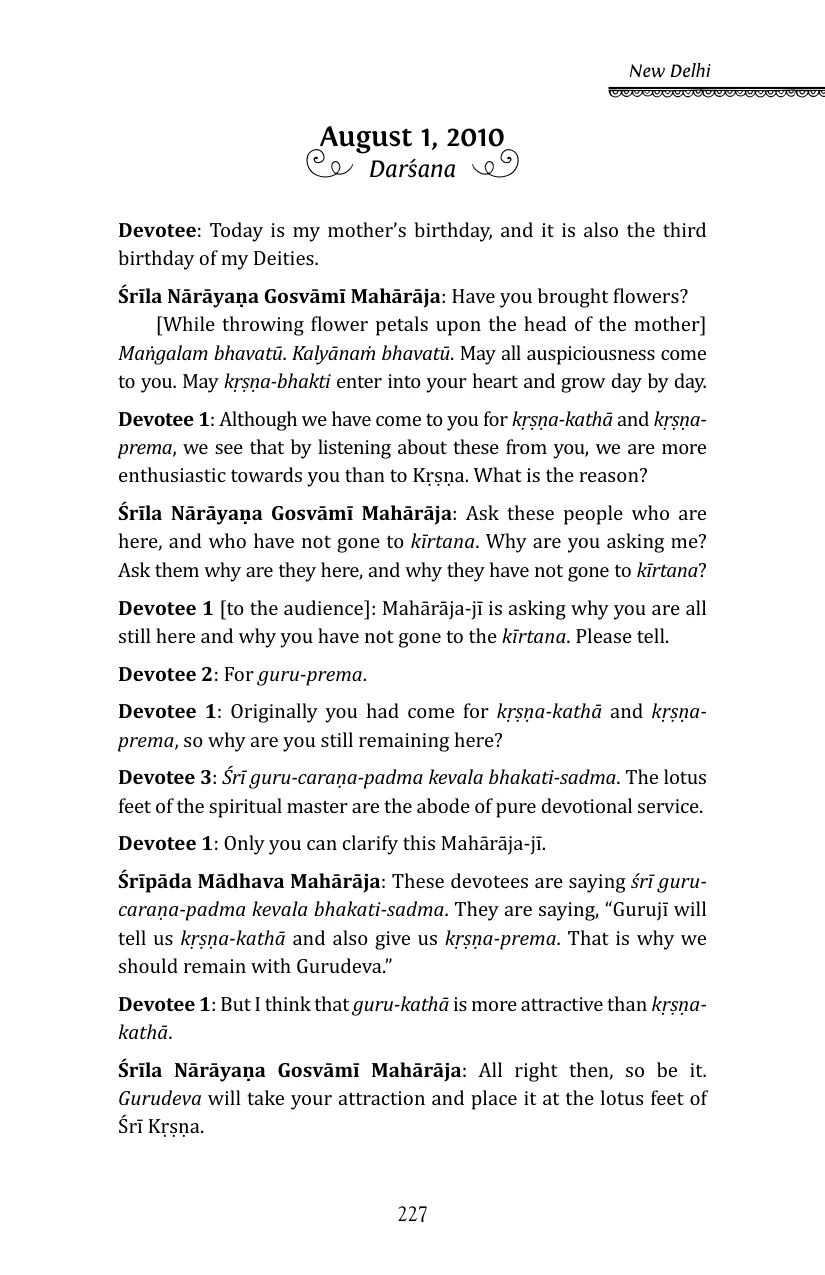 New Delhi
August 1, 2010
Darśana
Devotee: Today is my mother’s birthday, and it is also the third
birthday of my Deities.
Śrīla Nārāyaṇa Gosvāmī Mahārāja: Have you brought flowers?
[While throwing flower petals upon the head of the mother]
Maṅgalam bhavatū. Kalyānaṁ bhavatū. May all auspiciousness come
to you. May kṛṣṇa-bhakti enter into your heart and grow day by day.
Devotee 1: Although we have come to you for kṛṣṇa-kathā and kṛṣṇa-
prema, we see that by listening about these from you, we are more
enthusiastic towards you than to Kṛṣṇa. What is the reason?
Śrīla Nārāyaṇa Gosvāmī Mahārāja: Ask these people who are
here, and who have not gone to kīrtana. Why are you asking me?
Ask them why are they here, and why they have not gone to kīrtana?
Devotee 1 [to the audience]: Mahārāja-jī is asking why you are all
still here and why you have not gone to the kīrtana. Please tell.
Devotee 2: For guru-prema.
Devotee 1: Originally you had come for kṛṣṇa-kathā and kṛṣṇa-
prema, so why are you still remaining here?
Devotee 3: Śrī guru-caraṇa-padma kevala bhakati-sadma. The lotus
feet of the spiritual master are the abode of pure devotional service.
Devotee 1: Only you can clarify this Mahārāja-jī.
Śrīpāda Mādhava Mahārāja: These devotees are saying śrī guru-
caraṇa-padma kevala bhakati-sadma. They are saying, “Gurujī will
tell us kṛṣṇa-kathā and also give us kṛṣṇa-prema. That is why we
should remain with Gurudeva.”
Devotee 1: But I think that guru-kathā is more attractive than kṛṣṇa-
kathā.
Śrīla Nārāyaṇa Gosvāmī Mahārāja: All right then, so be it.
Gurudeva will take your attraction and place it at the lotus feet of
Śrī Kṛṣṇa.
227